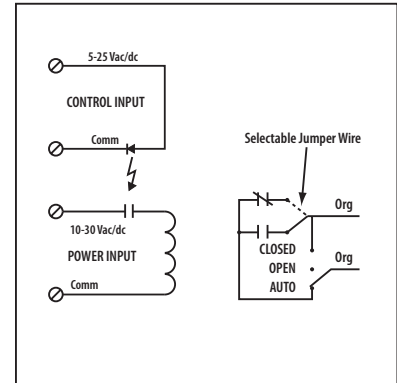 5-25 Vac/dc
CONTROL INPUT
Comm
10-30 Vac/dc
POWER INPUT
Comm
Selectable Jumper Wire
Org
CLOSED
OPEN
AUTO
Org